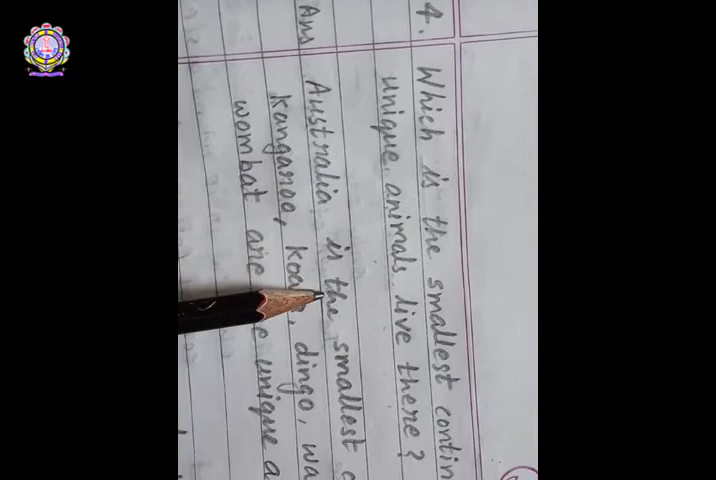 4. Which is the smallest contin
unique animals live there?
Ans Australia is the smallest c
kangaroo, koa, dingo, wa
wombat are e unique a